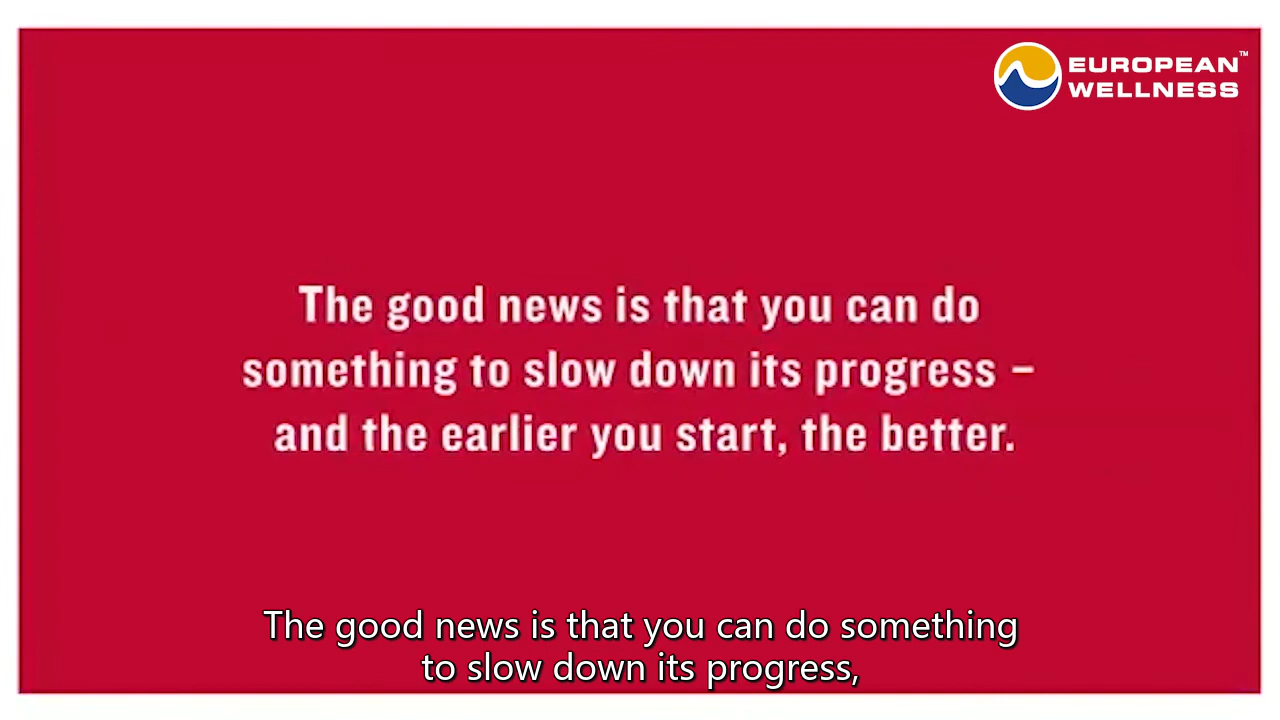 EUROPEAN™
WELLNESS
The good news is that you can do
something to slow down its progress –
and the earlier you start, the better.
The good news is that you can do something
to slow down its progress,